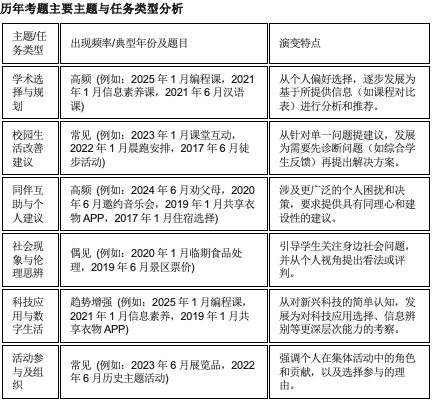 历年考题主要主题与任务类型分析
主题/任
务类型
出现频率/典型年份及题目
演变特点
学术选
择与规
划
高频 (例如：2025 年 1 月编程课，2021
年 1 月信息素养课，2021 年 6 月汉语
课)
从个人偏好选择，逐步发展为
基于所提供信息（如课程对比
表）进行分析和推荐。
校园生
活改善
建议
常见 (例如：2023 年 1 月课堂互动，
2022 年 1 月晨跑安排，2017 年 6 月徒
步活动)
从针对单一问题提建议，发展
为需要先诊断问题（如综合学
生反馈）再提出解决方案。
同伴互
助与个
人建议
高频 (例如：2024 年 6 月劝父母，2020
年 6 月邀约音乐会，2019 年 1 月共享衣
物 APP，2017 年 1 月住宿选择)
涉及更广泛的个人困扰和决
策，要求提供具有同理心和建
设性的建议。
社会现
象与伦
理思辨
偶见 (例如：2020 年 1 月临期食品处
理，2019 年 6 月景区票价)
引导学生关注身边社会问题，
并从个人视角提出看法或评
判。
科技应
用与数
字生活
趋势增强 (例如：2025 年 1 月编程课，
2021 年 1 月信息素养，2019 年 1 月共
享衣物 APP)
从对新兴科技的简单认知，发
展为对科技应用选择、信息辨
别等更深层次能力的考察。
活动参
与及组
织
常见 (例如：2023 年 6 月展览品，2022
年 6 月历史主题活动)
强调个人在集体活动中的角色
和贡献，以及选择参与的理
由。